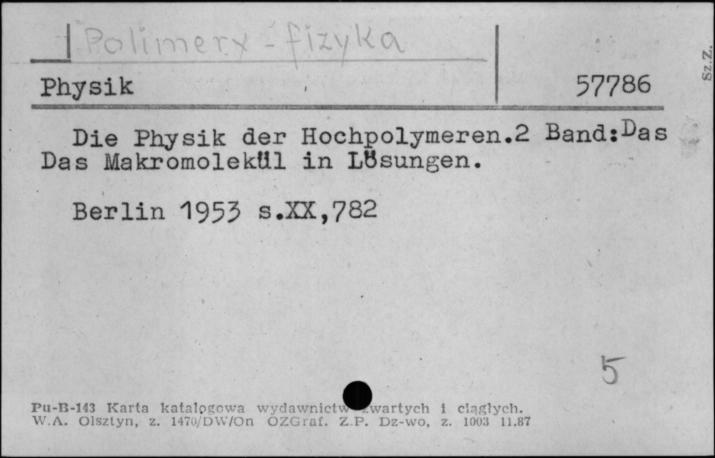 Polimery - fizyka
Physik 57786
Sz.Z.
Die Physik der Hochpolymeren.2 Band:Das
Das Makromolekül in Lösungen.
Berlin 1953 s.XX,782
5
Pu-B-143 Karta katalogowa wydawnictw zwartych i ciągłych.
W.A. Olsztyn, z. 1470/DW/On OZGraf. Z.P. Dz-wo, z. 1003 11.87